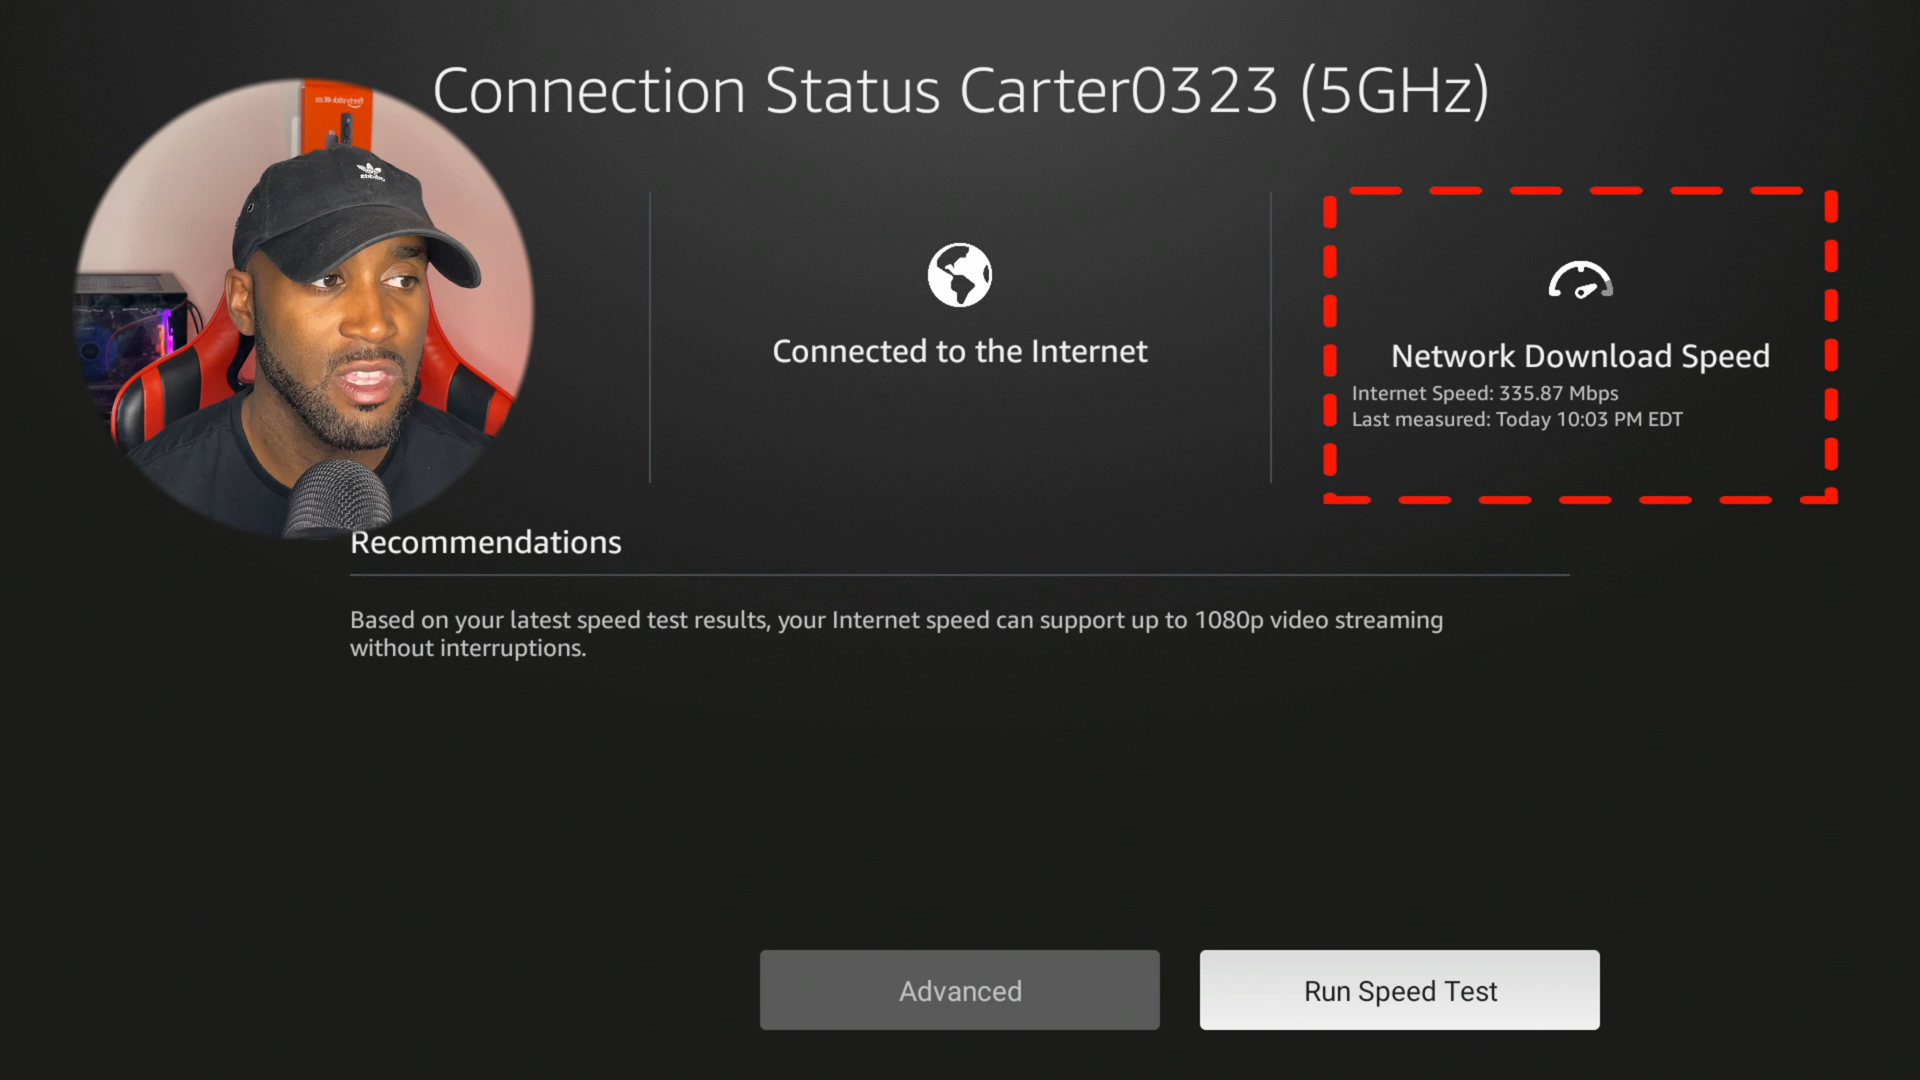 Connection Status Carter0323 (5GHz)
Connected to the Internet
Network Download Speed
Internet Speed: 335.87 Mbps
Last measured: Today 10:03 PM EDT
Recommendations
Based on your latest speed test results, your Internet speed can support up to 1080p video streaming
without interruptions.
Advanced
Run Speed Test